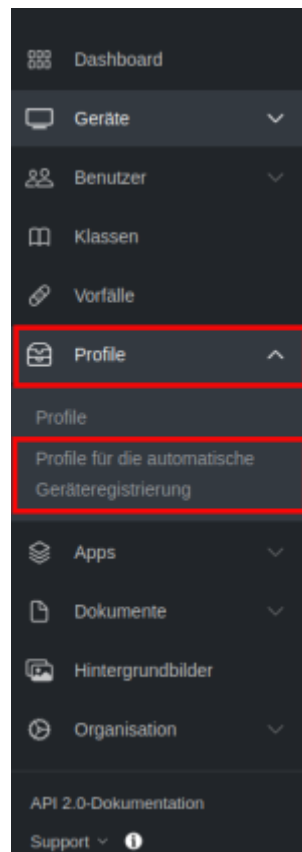 Dashboard
Geräte
Benutzer
Klassen
Vorfälle
Profile
Profile
Profile für die automatische
Geräteregistrierung
Apps
Dokumente
Hintergrundbilder
Organisation
API 2.0-Dokumentation
Support